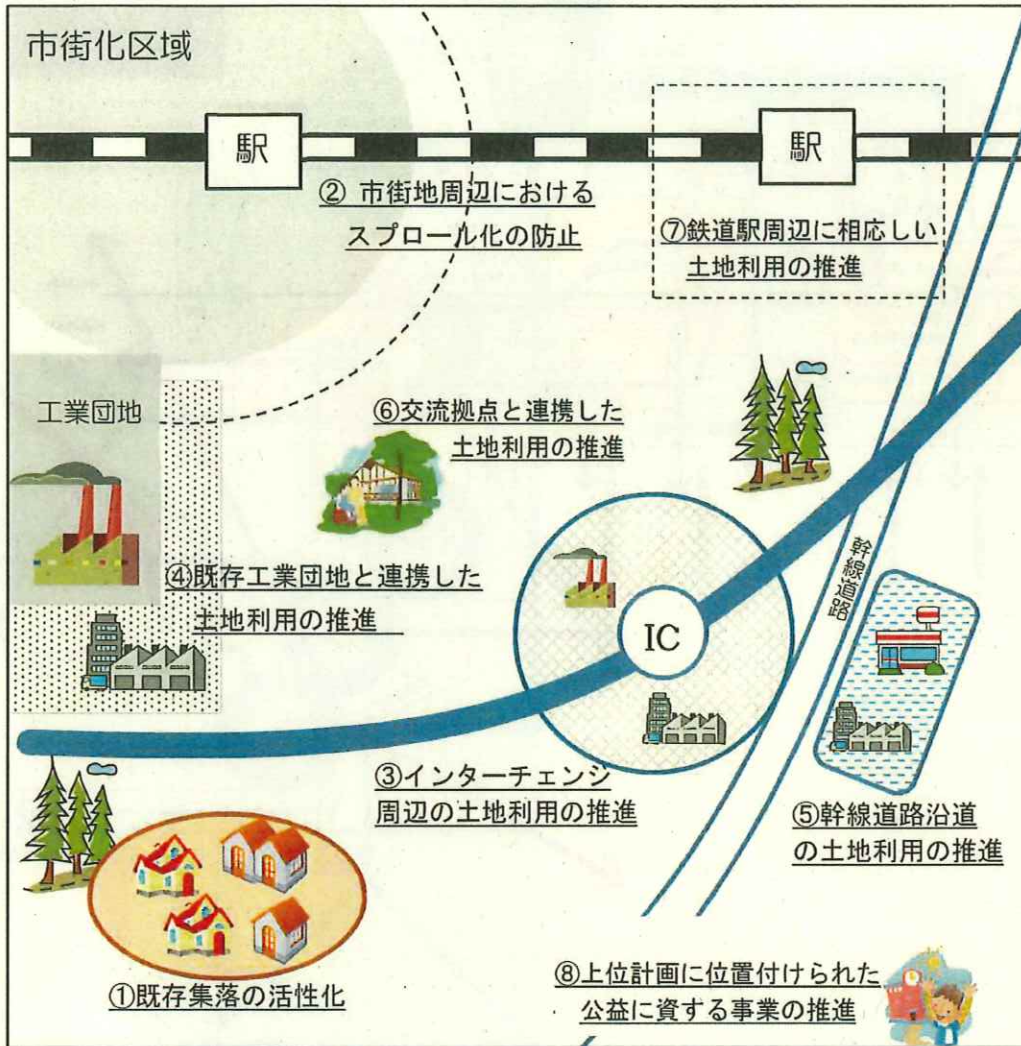 市街化区域
駅
駅
② 市街地周辺における
スプロール化の防止
⑦鉄道駅周辺に相応しい
土地利用の推進
工業団地
⑥交流拠点と連携した
土地利用の推進
④既存工業団地と連携した
土地利用の推進
IC
幹線道路
③インターチェンジ
周辺の土地利用の推進
⑤幹線道路沿道
の土地利用の推進
①既存集落の活性化
⑧上位計画に位置付けられた
公益に資する事業の推進